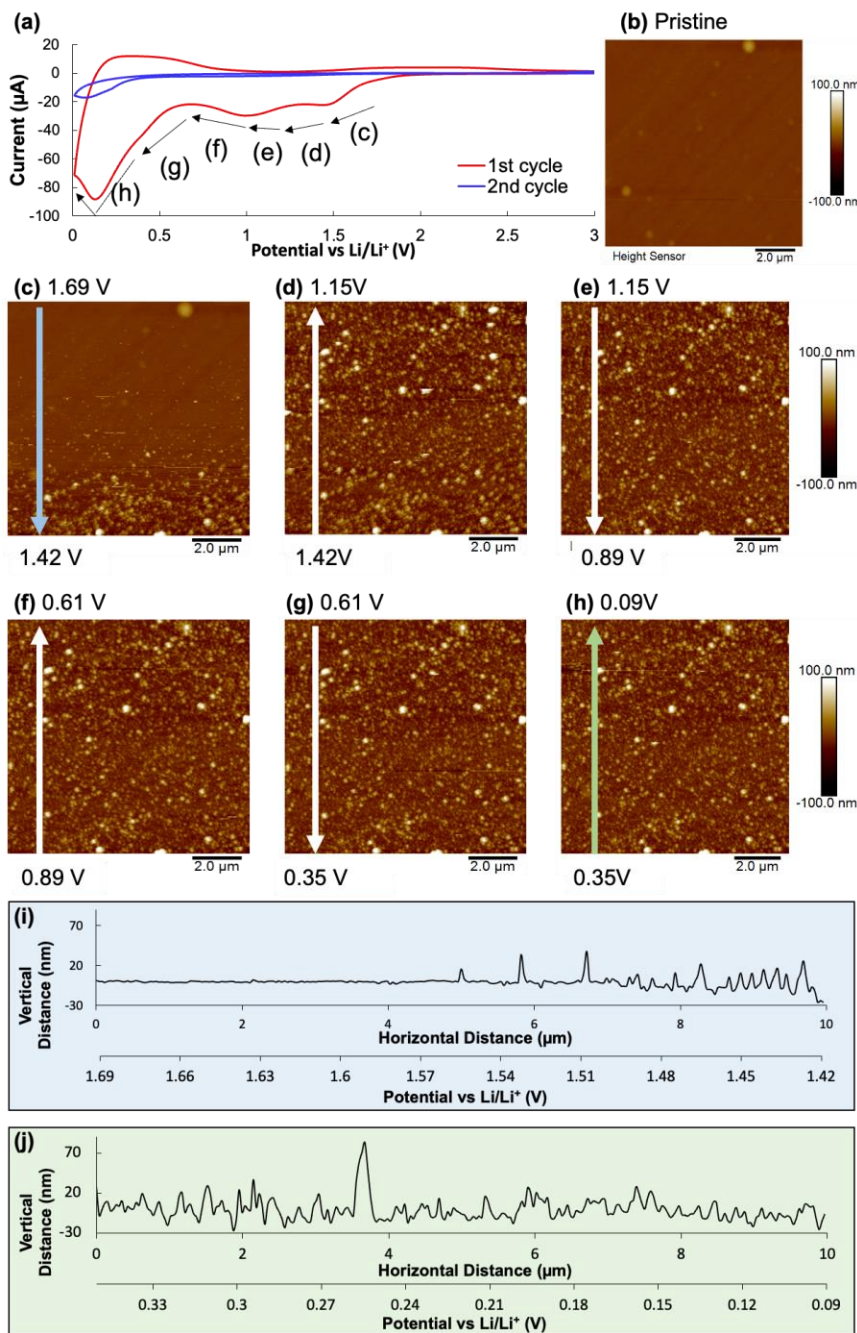 (a)
20
0
-20
-40
-60
-80
-100
Current (µA)
(c)
(d)
(e)
(f)
(g)
(h)
1st cycle
2nd cycle
0 0.5 1 1.5 2 2.5 3
Potential vs Li/Li⁺ (V)
(b) Pristine
100.0 nm
-100.0 nm
Height Sensor
2.0 µm
(c) 1.69 V
1.42 V
2.0 µm
(d) 1.15V
1.42V
2.0 µm
(e) 1.15 V
0.89 V
2.0 µm
100.0 nm
-100.0 nm
(f) 0.61 V
0.89 V
2.0 µm
(g) 0.61 V
0.35 V
2.0 µm
(h) 0.09V
0.35V
2.0 µm
100.0 nm
-100.0 nm
(i)
Vertical
Distance (nm)
70
20
-30
0 2 4 6 8 10
Horizontal Distance (µm)
1.69 1.66 1.63 1.6 1.57 1.54 1.51 1.48 1.45 1.42
Potential vs Li/Li⁺ (V)
(j)
Vertical
Distance (nm)
70
20
-30
0 2 4 6 8 10
Horizontal Distance (µm)
0.33 0.3 0.27 0.24 0.21 0.18 0.15 0.12 0.09
Potential vs Li/Li⁺ (V)